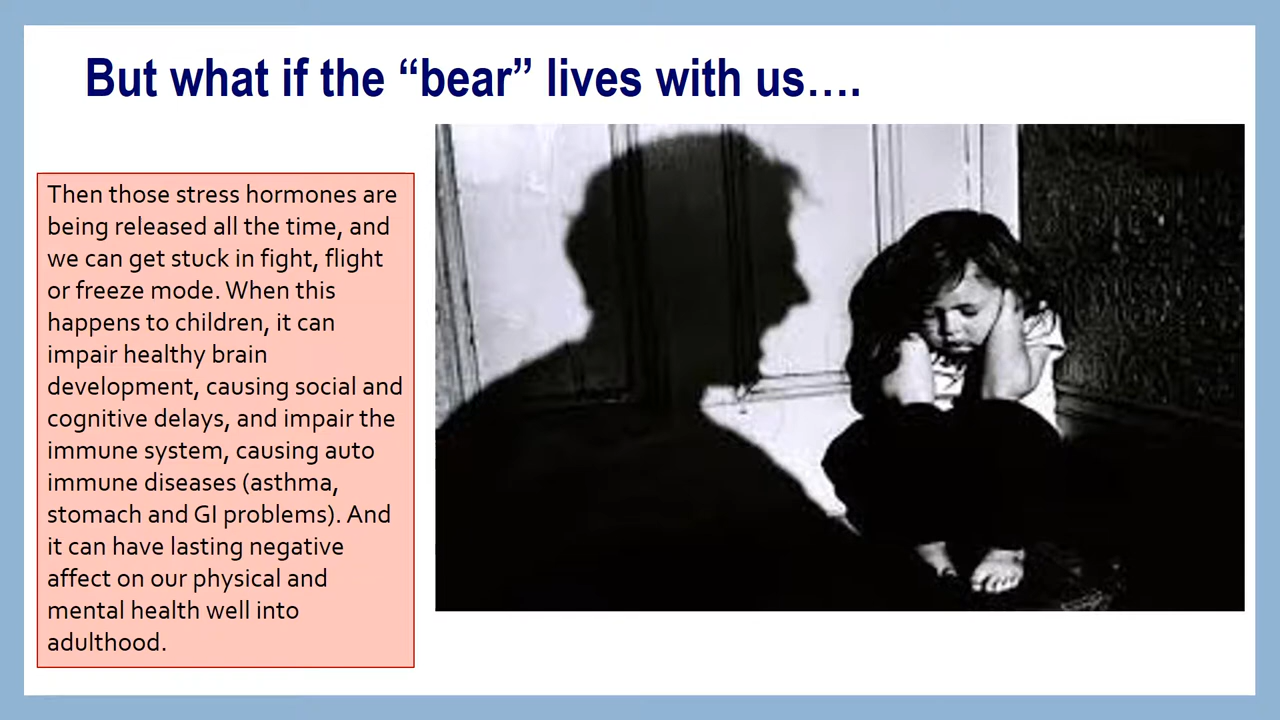 But what if the “bear” lives with us….
Then those stress hormones are
being released all the time, and
we can get stuck in fight, flight
or freeze mode. When this
happens to children, it can
impair healthy brain
development, causing social and
cognitive delays, and impair the
immune system, causing auto
immune diseases (asthma,
stomach and GI problems). And
it can have lasting negative
affect on our physical and
mental health well into
adulthood.